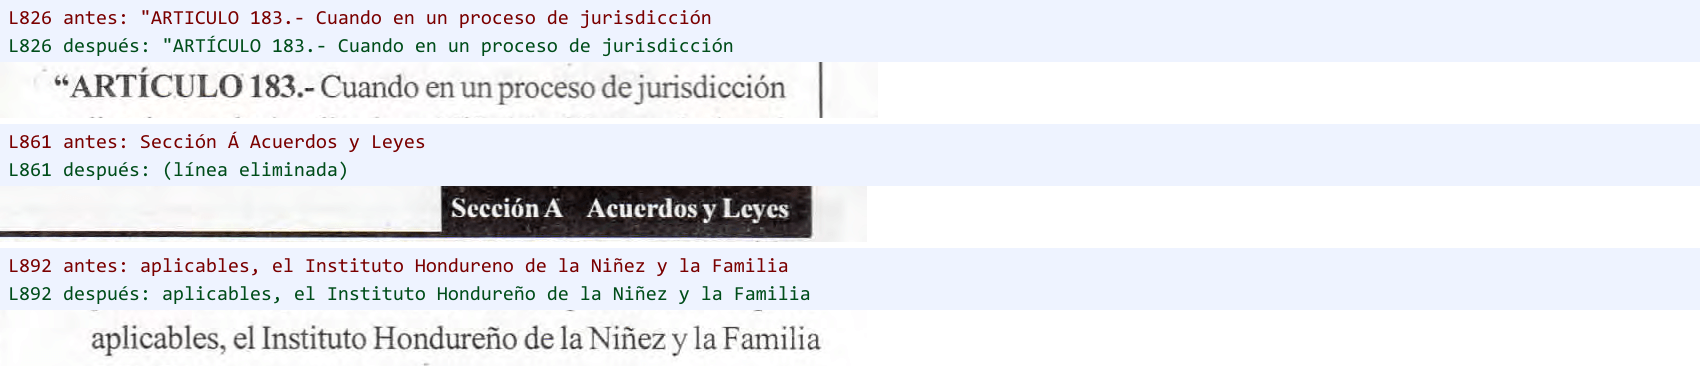 L826 antes: "ARTICULO 183.- Cuando en un proceso de jurisdicción
L826 después: "ARTÍCULO 183.- Cuando en un proceso de jurisdicción
“ARTÍCULO 183.- Cuando en un proceso de jurisdicción
L861 antes: Sección Á Acuerdos y Leyes
L861 después: (línea eliminada)
Sección A Acuerdos y Leyes
L892 antes: aplicables, el Instituto Hondureno de la Niñez y la Familia
L892 después: aplicables, el Instituto Hondureño de la Niñez y la Familia
aplicables, el Instituto Hondureño de la Niñez y la Familia